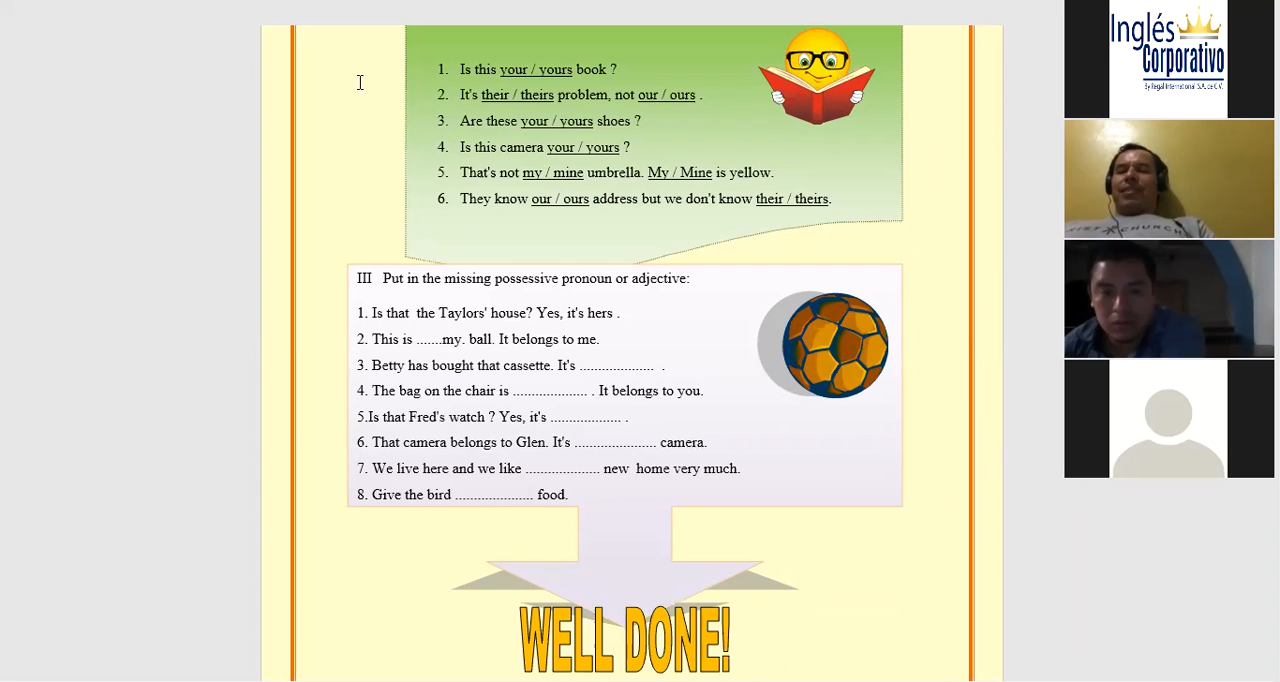 1. Is this your / yours book ?
2. It's their / theirs problem, not our / ours .
3. Are these your / yours shoes ?
4. Is this camera your / yours ?
5. That's not my / mine umbrella. My / Mine is yellow.
6. They know our / ours address but we don't know their / theirs.
III Put in the missing possessive pronoun or adjective:
1. Is that the Taylors' house? Yes, it's hers .
2. This is .......my. ball. It belongs to me.
3. Betty has bought that cassette. It's .................... .
4. The bag on the chair is .................... . It belongs to you.
5.Is that Fred's watch ? Yes, it's ................... .
6. That camera belongs to Glen. It's ...................... camera.
7. We live here and we like .................... new home very much.
8. Give the bird ..................... food.
WELL DONE!
Inglés
Corporativo
By Regal International S.A. de C.V.
IST CHURCH